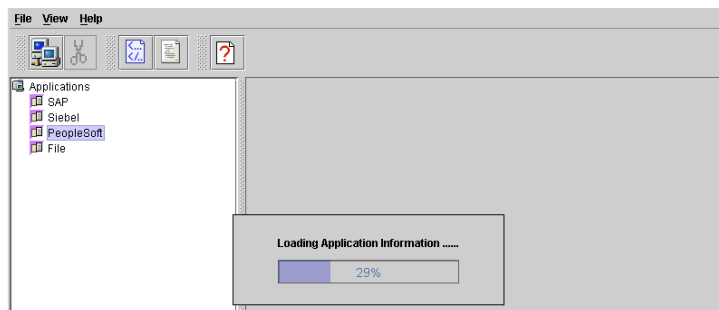 File View Help
Applications
SAP
Siebel
PeopleSoft
File
Loading Application Information ......
29%